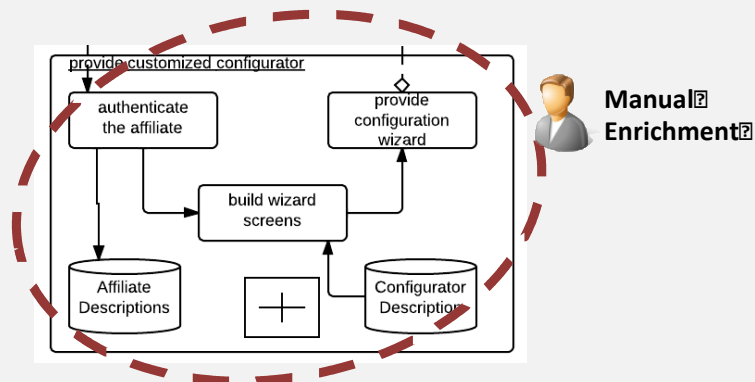 provide customized configurator
authenticate
the affiliate
provide
configuration
wizard
build wizard
screens
Affiliate
Descriptions
Configurator
Description
Manual
Enrichment